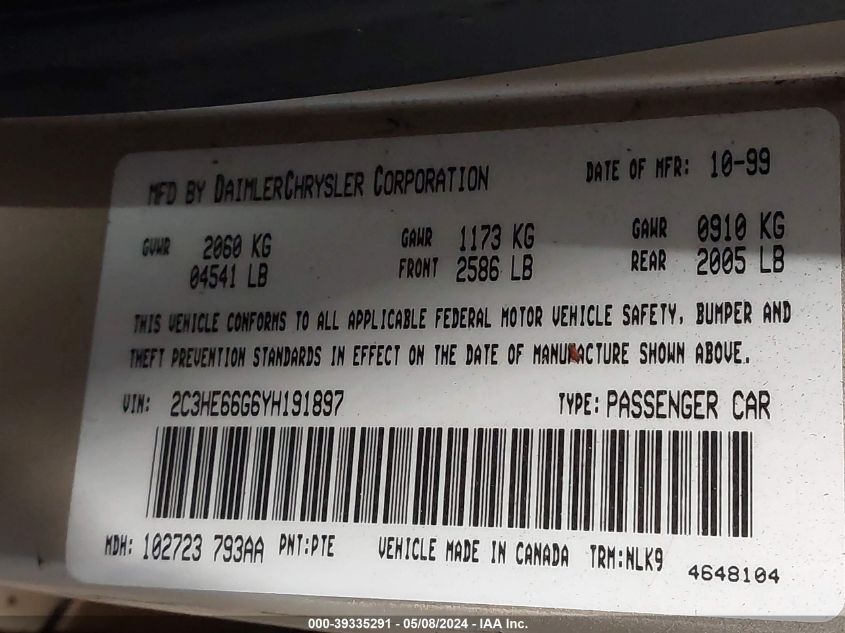 MFD BY DAIMLERCHRYSLER CORPORATION DATE OF MFR: 10-99
GVWR 2060 KG GAWR 1173 KG GAWR 0910 KG
04541 LB FRONT 2586 LB REAR 2005 LB
THIS VEHICLE CONFORMS TO ALL APPLICABLE FEDERAL MOTOR VEHICLE SAFETY, BUMPER AND
THEFT PREVENTION STANDARDS IN EFFECT ON THE DATE OF MANUFACTURE SHOWN ABOVE.
VIN: 2C3HE66G6YH191897 TYPE: PASSENGER CAR
MDH: 102723 793AA PNT:PTE VEHICLE MADE IN CANADA TRM:NLK9 4648104
000-39335291 - 05/08/2024 - IAA Inc.